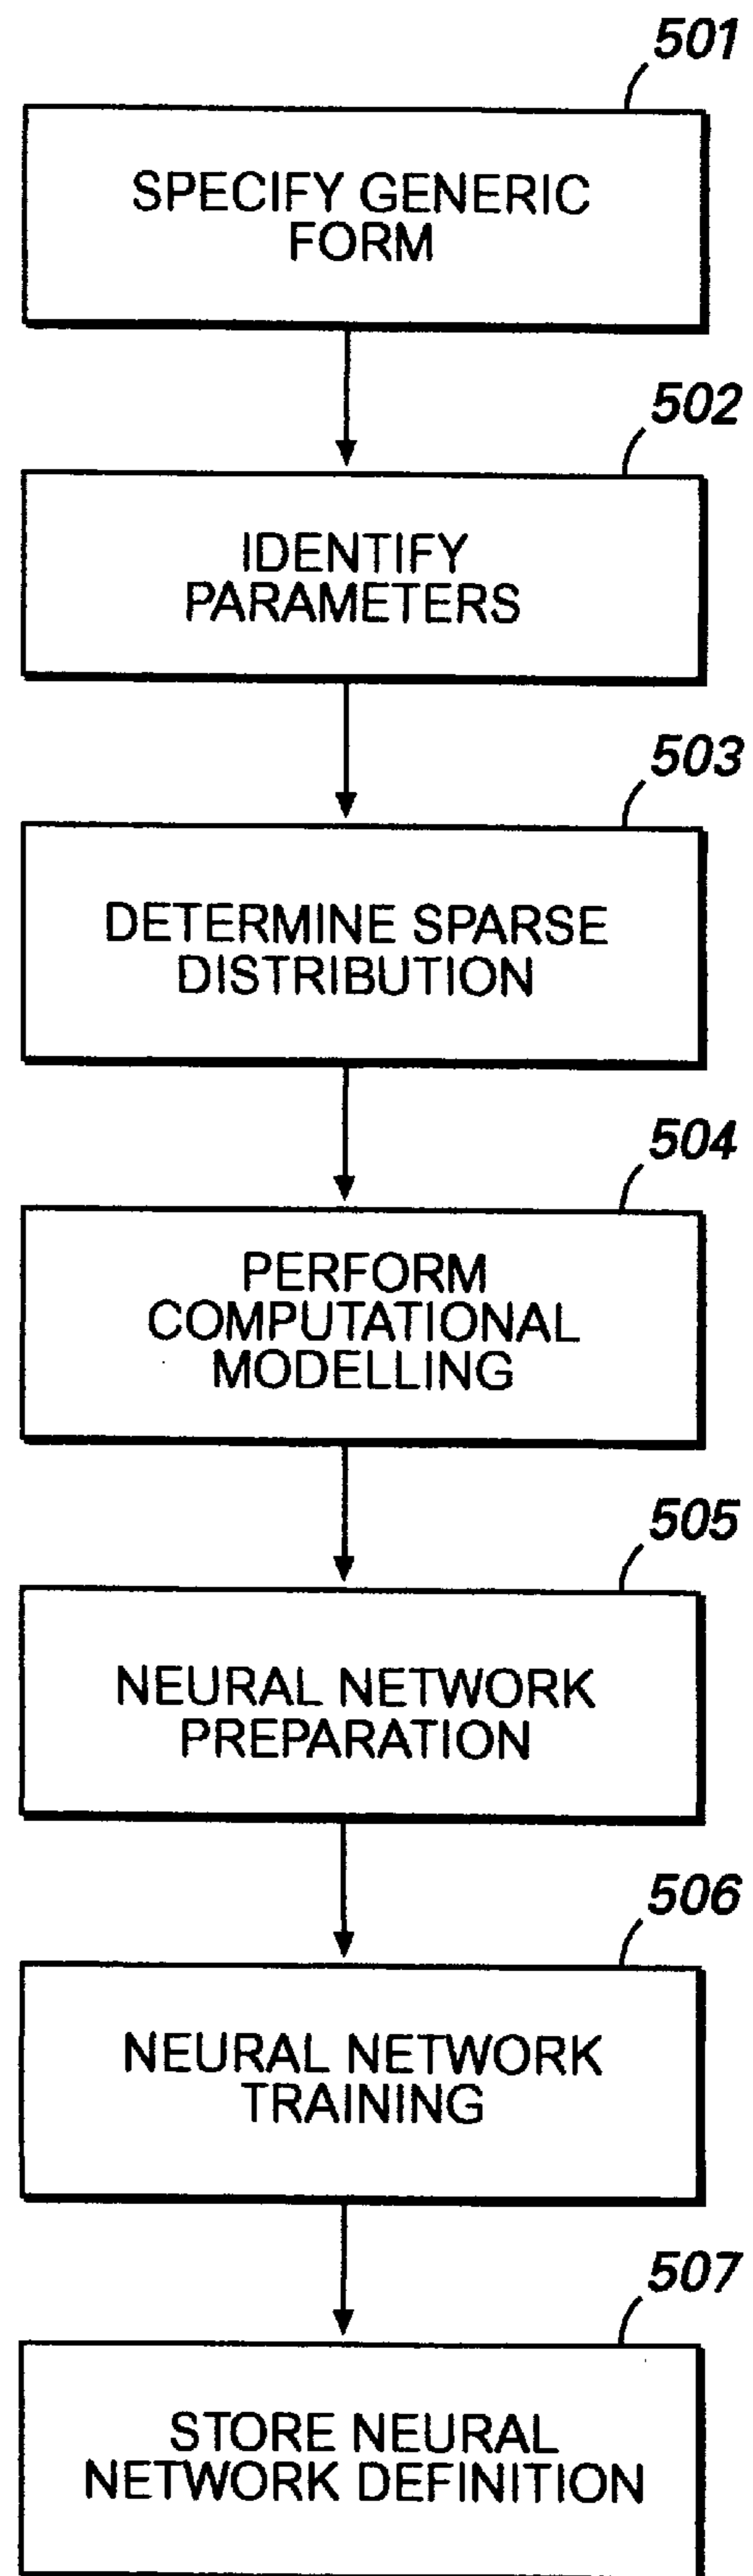 501
SPECIFY GENERIC
FORM
502
IDENTIFY
PARAMETERS
503
DETERMINE SPARSE
DISTRIBUTION
504
PERFORM
COMPUTATIONAL
MODELLING
505
NEURAL NETWORK
PREPARATION
506
NEURAL NETWORK
TRAINING
507
STORE NEURAL
NETWORK DEFINITION